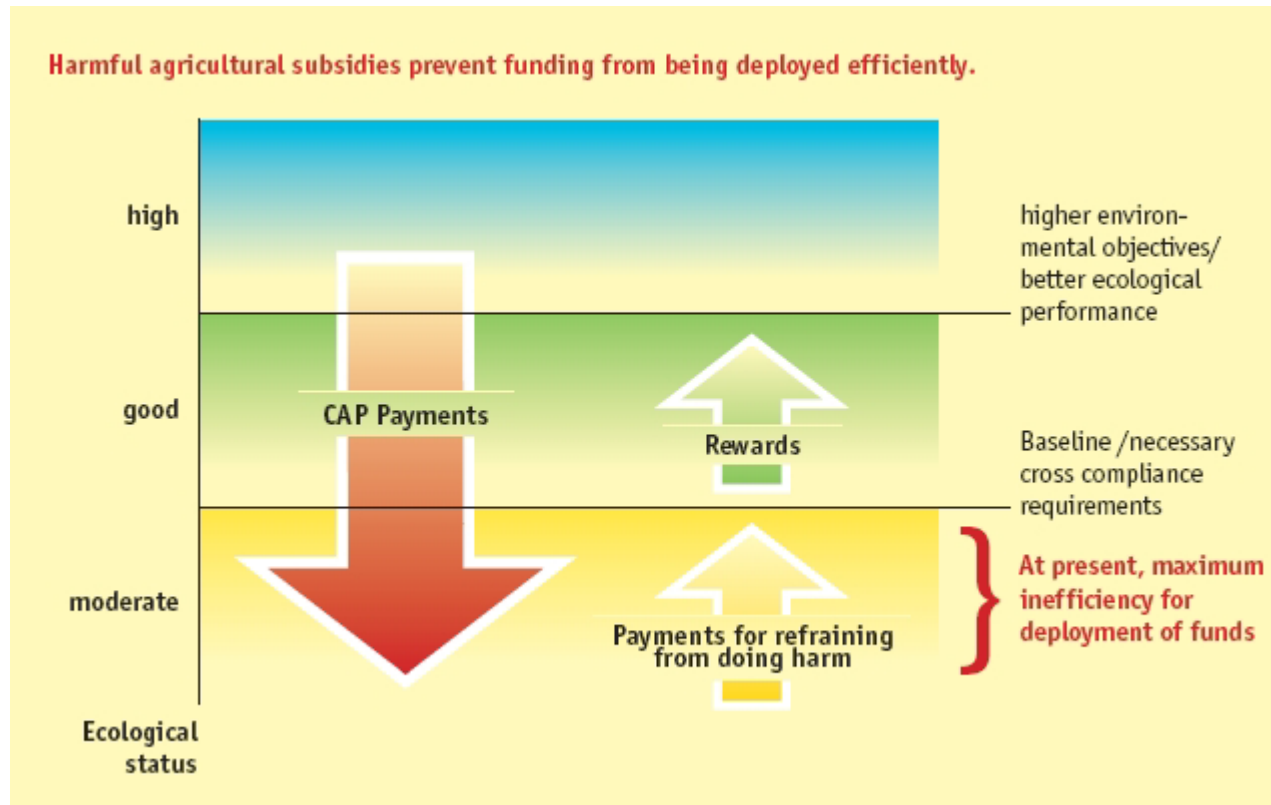 Harmful agricultural subsidies prevent funding from being deployed efficiently.
high
higher environ-
mental objectives/
better ecological
performance
good
CAP Payments
Rewards
Baseline /necessary
cross compliance
requirements
moderate
Payments for refraining
from doing harm
At present, maximum
inefficiency for
deployment of funds
Ecological
status